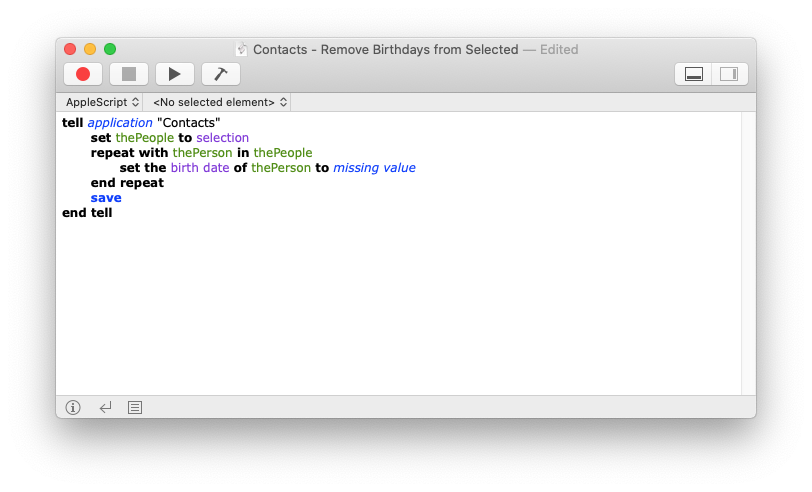 Contacts - Remove Birthdays from Selected — Edited
AppleScript <No selected element>
tell application "Contacts"
set thePeople to selection
repeat with thePerson in thePeople
set the birth date of thePerson to missing value
end repeat
save
end tell